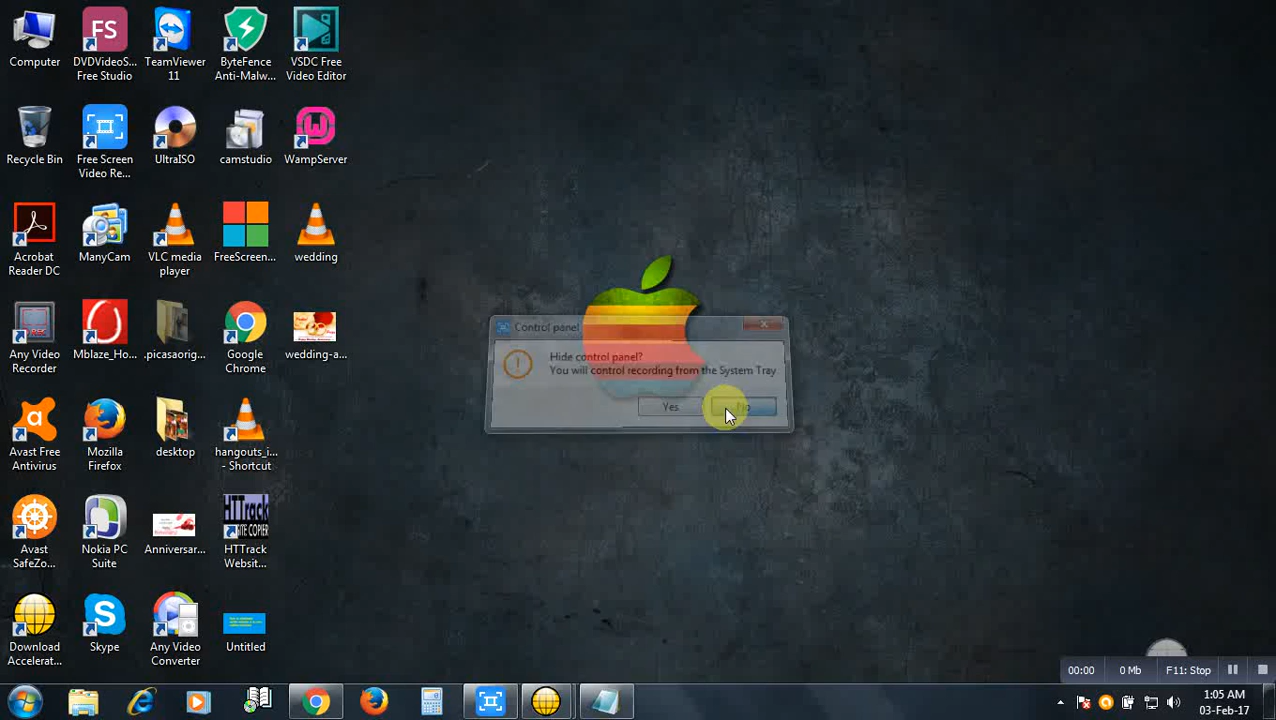 Computer
FS
DVDVideoS...
Free Studio
TeamViewer
11
ByteFence
Anti-Malw...
VSDC Free
Video Editor
Recycle Bin
Free Screen
Video Re...
UltraISO
camstudio
WampServer
Acrobat
Reader DC
ManyCam
VLC media
player
FreeScreen...
wedding
Any Video
Recorder
Mblaze_Ho...
.picasaorig...
Google
Chrome
wedding-a...
Control panel
Hide control panel?
You will control recording from the System Tray
Yes
Avast Free
Antivirus
Mozilla
Firefox
desktop
hangouts_i...
- Shortcut
Avast
SafeZo...
Nokia PC
Suite
Anniversar...
HTTrack
SITE COPIER
HTTrack
Websit...
Download
Accelerat...
Skype
Any Video
Converter
Untitled
00:00
0 Mb
F11: Stop
1:05 AM
03-Feb-17